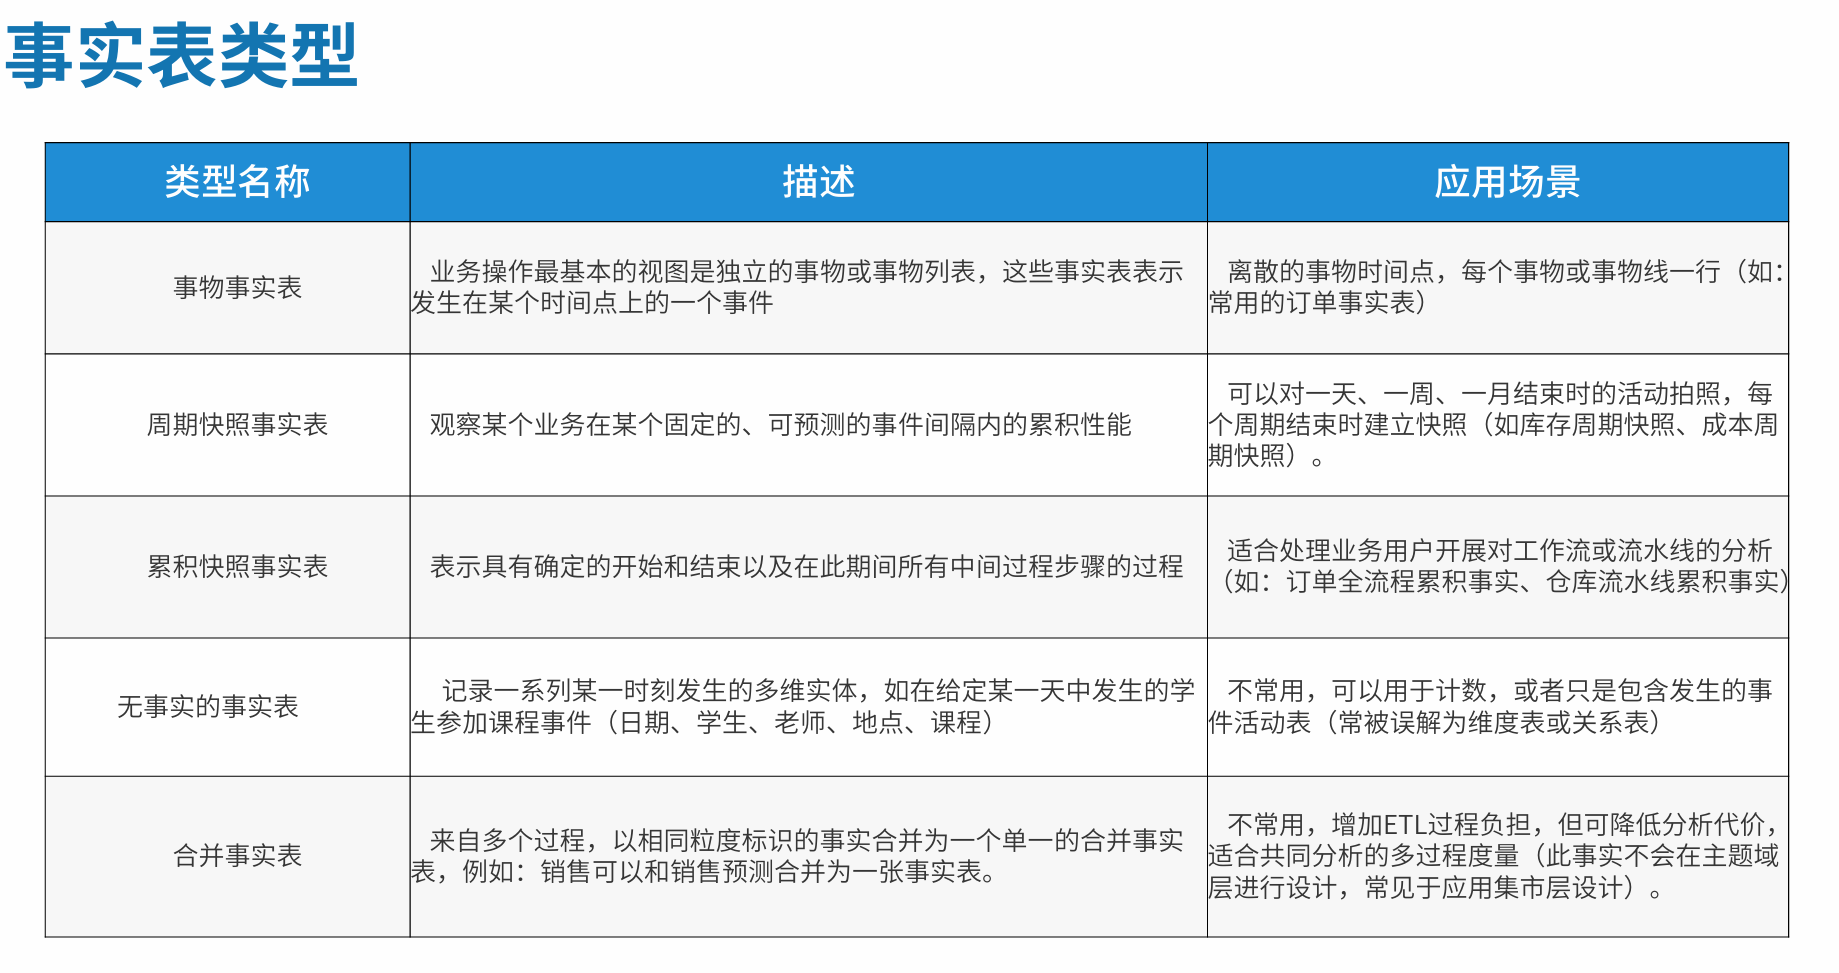 事实表类型
类型名称
描述
应用场景
事物事实表
业务操作最基本的视图是独立的事物或事物列表，这些事实表表示
发生在某个时间点上的一个事件
离散的事物时间点，每个事物或事物线一行（如：
常用的订单事实表）
周期快照事实表
观察某个业务在某个固定的、可预测的事件间隔内的累积性能
可以对一天、一周、一月结束时的活动拍照，每
个周期结束时建立快照（如库存周期快照、成本周
期快照）。
累积快照事实表
表示具有确定的开始和结束以及在此期间所有中间过程步骤的过程
适合处理业务用户开展对工作流或流水线的分析
（如：订单全流程累积事实、仓库流水线累积事实）
无事实的事实表
记录一系列某一时刻发生的多维实体，如在给定某一天中发生的学
生参加课程事件（日期、学生、老师、地点、课程）
不常用，可以用于计数，或者只是包含发生的事
件活动表（常被误解为维度表或关系表）
合并事实表
来自多个过程，以相同粒度标识的事实合并为一个单一的合并事实
表，例如：销售可以和销售预测合并为一张事实表。
不常用，增加ETL过程负担，但可降低分析代价，
适合共同分析的多过程度量（此事实不会在主题域
层进行设计，常见于应用集市层设计）。